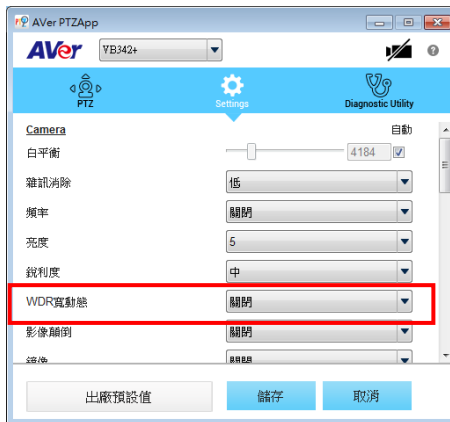 AVer PTZApp
AVer VB342+
PTZ Settings Diagnostic Utility
Camera 自動
白平衡 4184
雜訊消除 低
頻率 關閉
亮度 5
銳利度 中
WDR寬動態 關閉
影像顛倒 關閉
鏡像 關閉
出廠預設值 儲存 取消